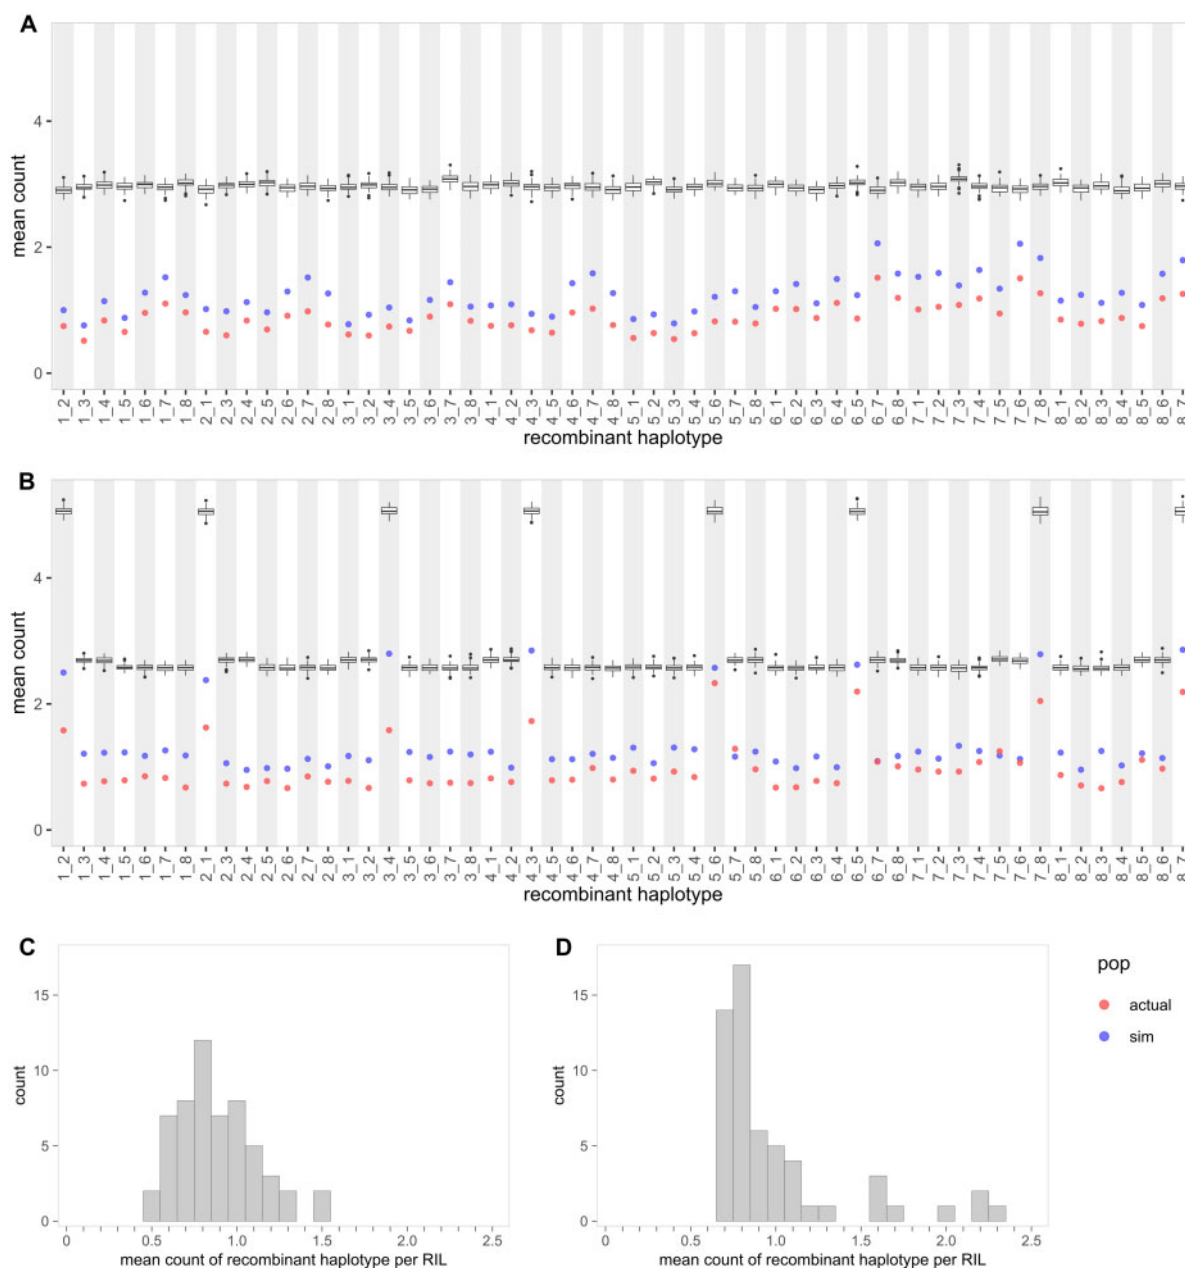 A
mean count
4
2
0
1_2 1_3 1_4 1_5 1_6 1_7 1_8 2_1 2_3 2_4 2_5 2_6 2_7 2_8 3_1 3_2 3_4 3_5 3_6 3_7 3_8 4_1 4_2 4_3 4_5 4_6 4_7 4_8 5_1 5_2 5_3 5_4 5_6 5_7 5_8 6_1 6_2 6_3 6_4 6_5 6_7 6_8 7_1 7_2 7_3 7_4 7_5 7_6 7_8 8_1 8_2 8_3 8_4 8_5 8_6 8_7
recombinant haplotype
B
mean count
4
2
0
1_2 1_3 1_4 1_5 1_6 1_7 1_8 2_1 2_3 2_4 2_5 2_6 2_7 2_8 3_1 3_2 3_4 3_5 3_6 3_7 3_8 4_1 4_2 4_3 4_5 4_6 4_7 4_8 5_1 5_2 5_3 5_4 5_6 5_7 5_8 6_1 6_2 6_3 6_4 6_5 6_7 6_8 7_1 7_2 7_3 7_4 7_5 7_6 7_8 8_1 8_2 8_3 8_4 8_5 8_6 8_7
recombinant haplotype
C
count
15
10
5
0
0 0.5 1.0 1.5 2.0 2.5
mean count of recombinant haplotype per RIL
D
count
15
10
5
0
0 0.5 1.0 1.5 2.0 2.5
mean count of recombinant haplotype per RIL
pop
actual
sim